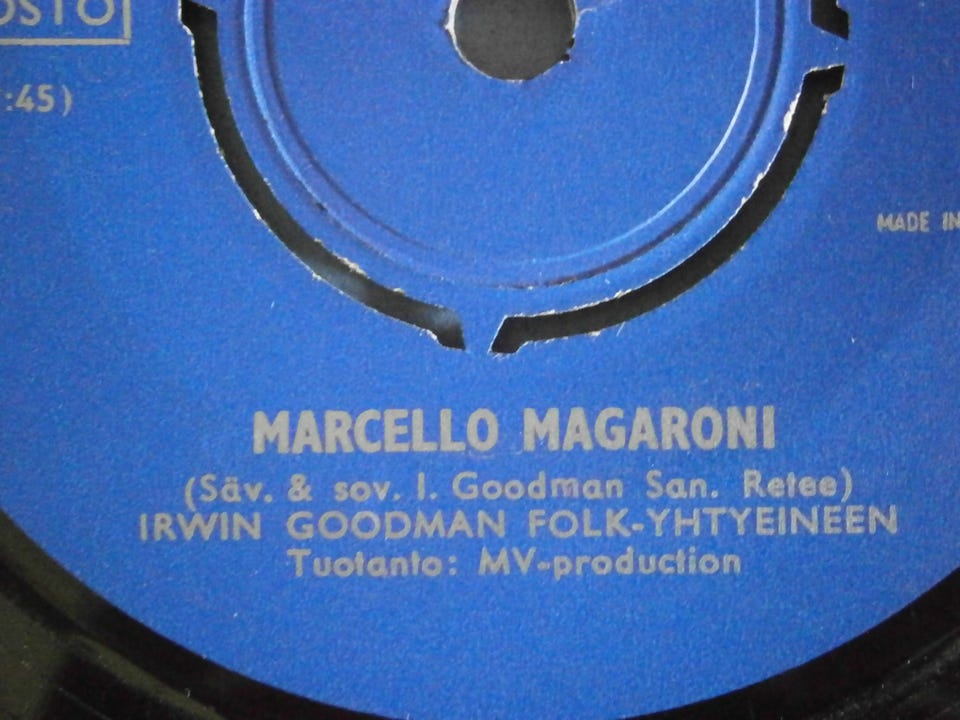 OSTO
:45)
MADE IN
MARCELLO MAGARONI
(Säv. & sov. I. Goodman San. Retee)
IRWIN GOODMAN FOLK-YHTYEINEEN
Tuotanto: MV-production